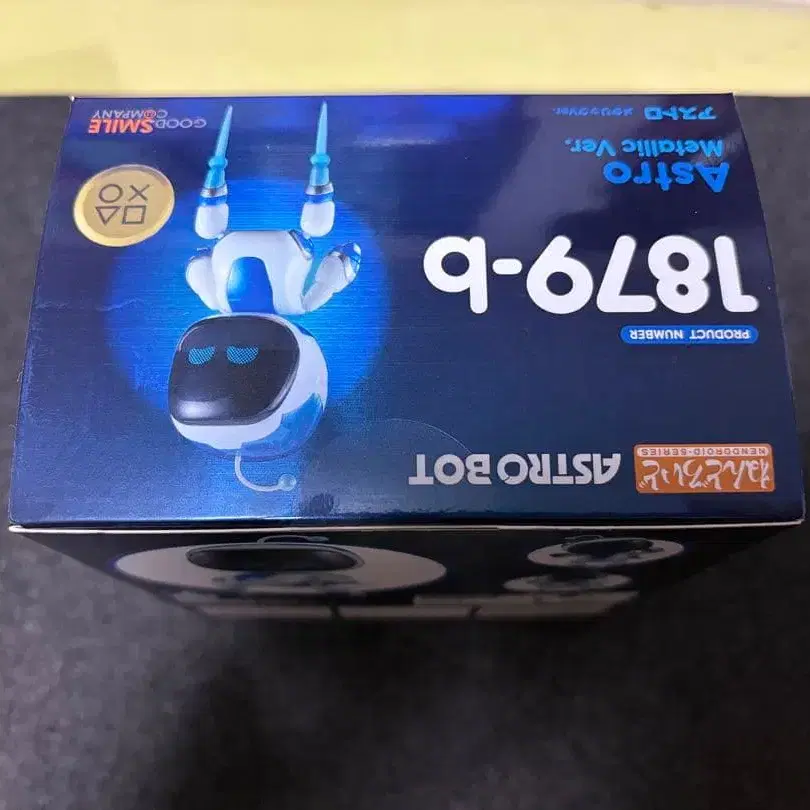 ねんどろいど
NENDOROID-SERIES
ASTRO BOT
PRODUCT NUMBER
1879-b
Astro
Metallic Ver.
アストロ メタリックVer.
GOOD
SMILE
COMPANY